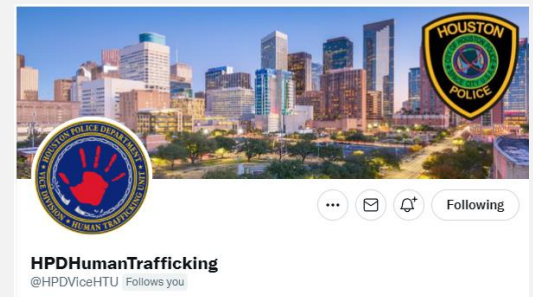 HOUSTON
POLICE
HOUSTON POLICE DEPARTMENT
VICE DIVISION - HUMAN TRAFFICKING UNIT
Following
HPDHumanTrafficking
@HPDViceHTU Follows you